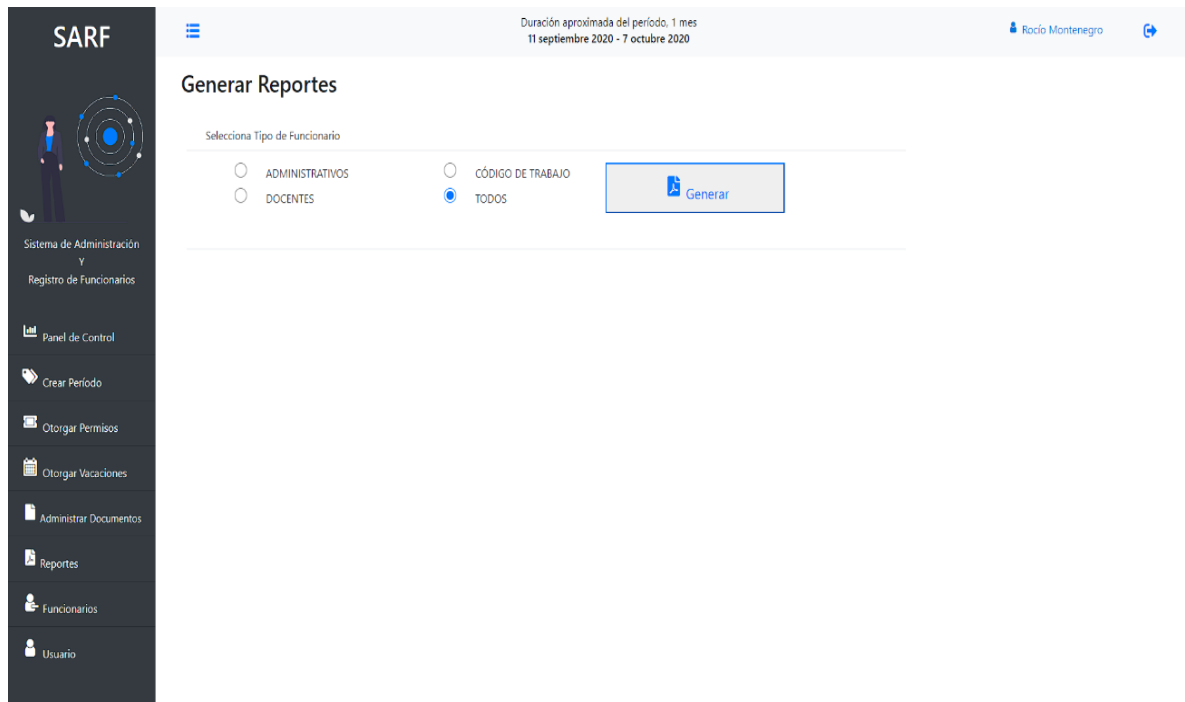 SARF
Sistema de Administración
Y
Registro de Funcionarios
Panel de Control
Crear Período
Otorgar Permisos
Otorgar Vacaciones
Administrar Documentos
Reportes
Funcionarios
Usuario
Duración aproximada del período, 1 mes
11 septiembre 2020 - 7 octubre 2020
Rocío Montenegro
Generar Reportes
Selecciona Tipo de Funcionario
ADMINISTRATIVOS
CÓDIGO DE TRABAJO
DOCENTES
TODOS
Generar